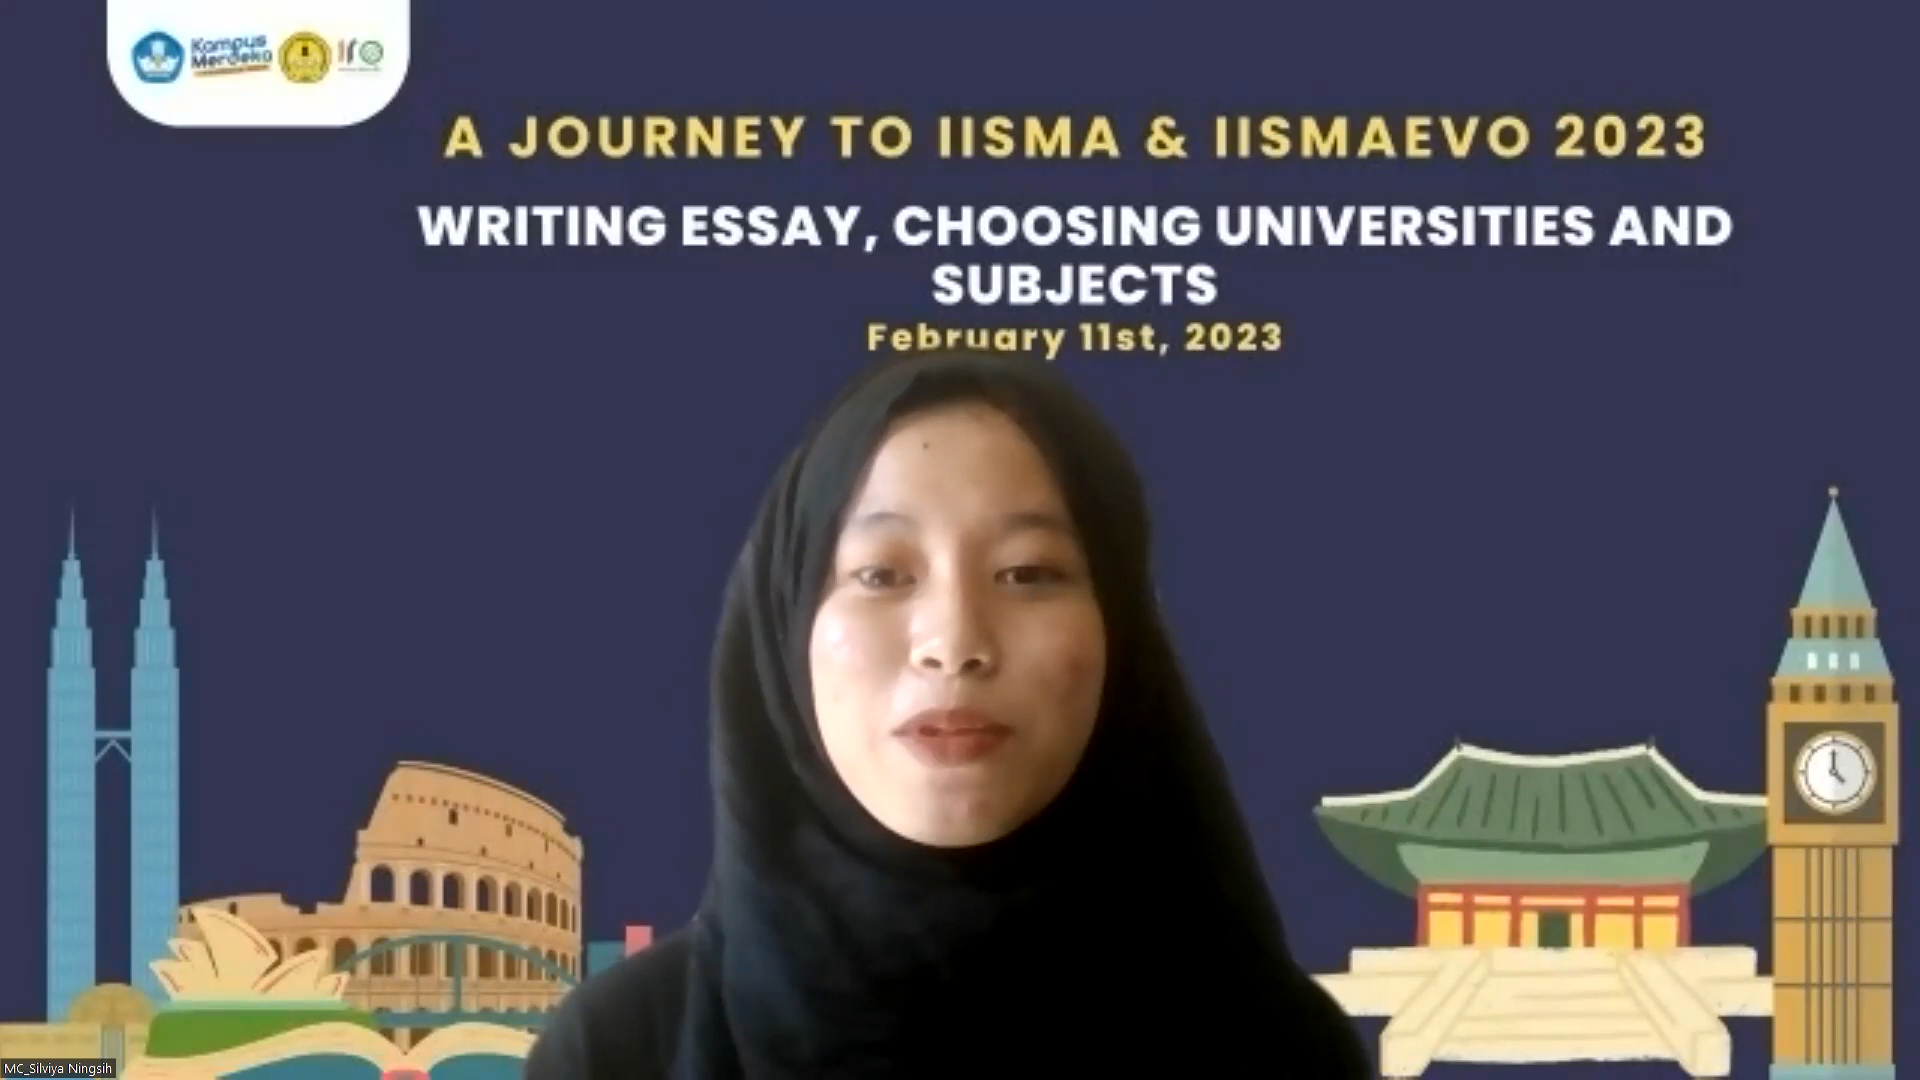 Kampus
Merdeka
A JOURNEY TO IISMA & IISMAEVO 2023
WRITING ESSAY, CHOOSING UNIVERSITIES AND
SUBJECTS
February 11st, 2023
MC_Silviya Ningsih